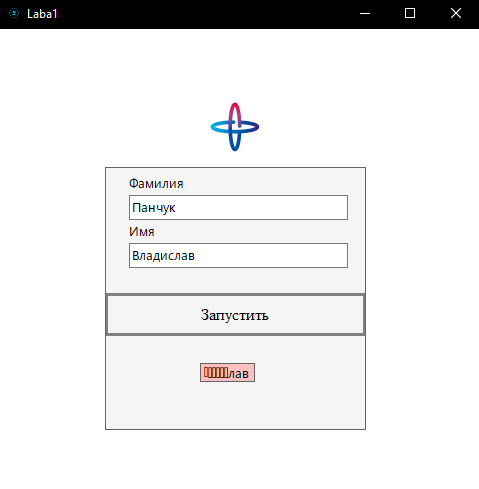 Laba1
Фамилия
Панчук
Имя
Владислав
Запустить
лав